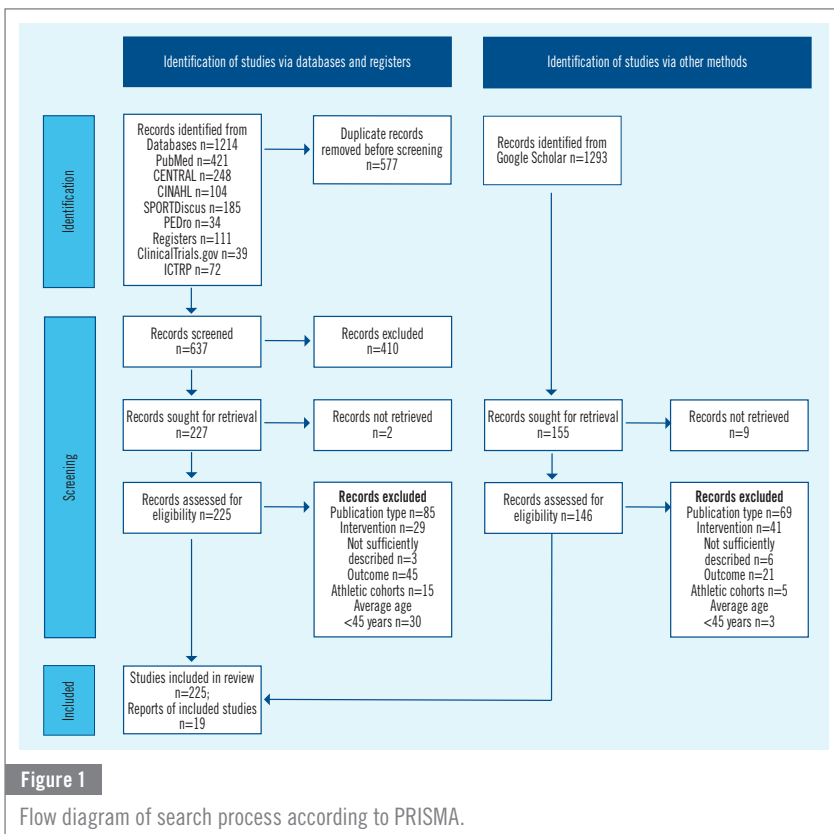 Identification of studies via databases and registers
Identification of studies via other methods
Identification
Records identified from
Databases n=1214
PubMed n=421
CENTRAL n=248
CINAHL n=104
SPORTDiscus n=185
PEDro n=34
Registers n=111
ClinicalTrials.gov n=39
ICTRP n=72
Duplicate records
removed before screening
n=577
Records identified from
Google Scholar n=1293
Screening
Records screened
n=637
Records excluded
n=410
Records sought for retrieval
n=227
Records not retrieved
n=2
Records sought for retrieval
n=155
Records not retrieved
n=9
Records assessed for
eligibility n=225
Records excluded
Publication type n=85
Intervention n=29
Not sufficiently
described n=3
Outcome n=45
Athletic cohorts n=15
Average age
<45 years n=30
Records assessed for
eligibility n=146
Records excluded
Publication type n=69
Intervention n=41
Not sufficiently
described n=6
Outcome n=21
Athletic cohorts n=5
Average age
<45 years n=3
Included
Studies included in review
n=225;
Reports of included studies
n=19
Figure 1
Flow diagram of search process according to PRISMA.